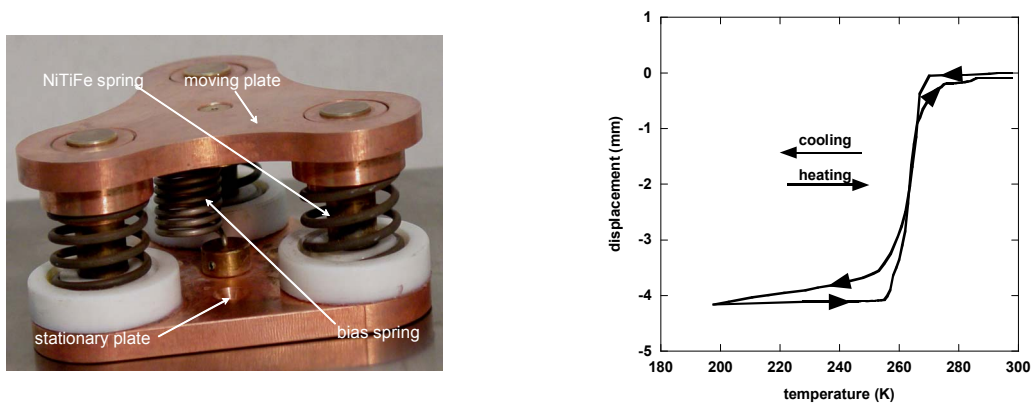 NiTiFe spring
moving plate
stationary plate
bias spring
displacement (mm)
1
0
-1
-2
-3
-4
-5
cooling
heating
180 200 220 240 260 280 300
temperature (K)